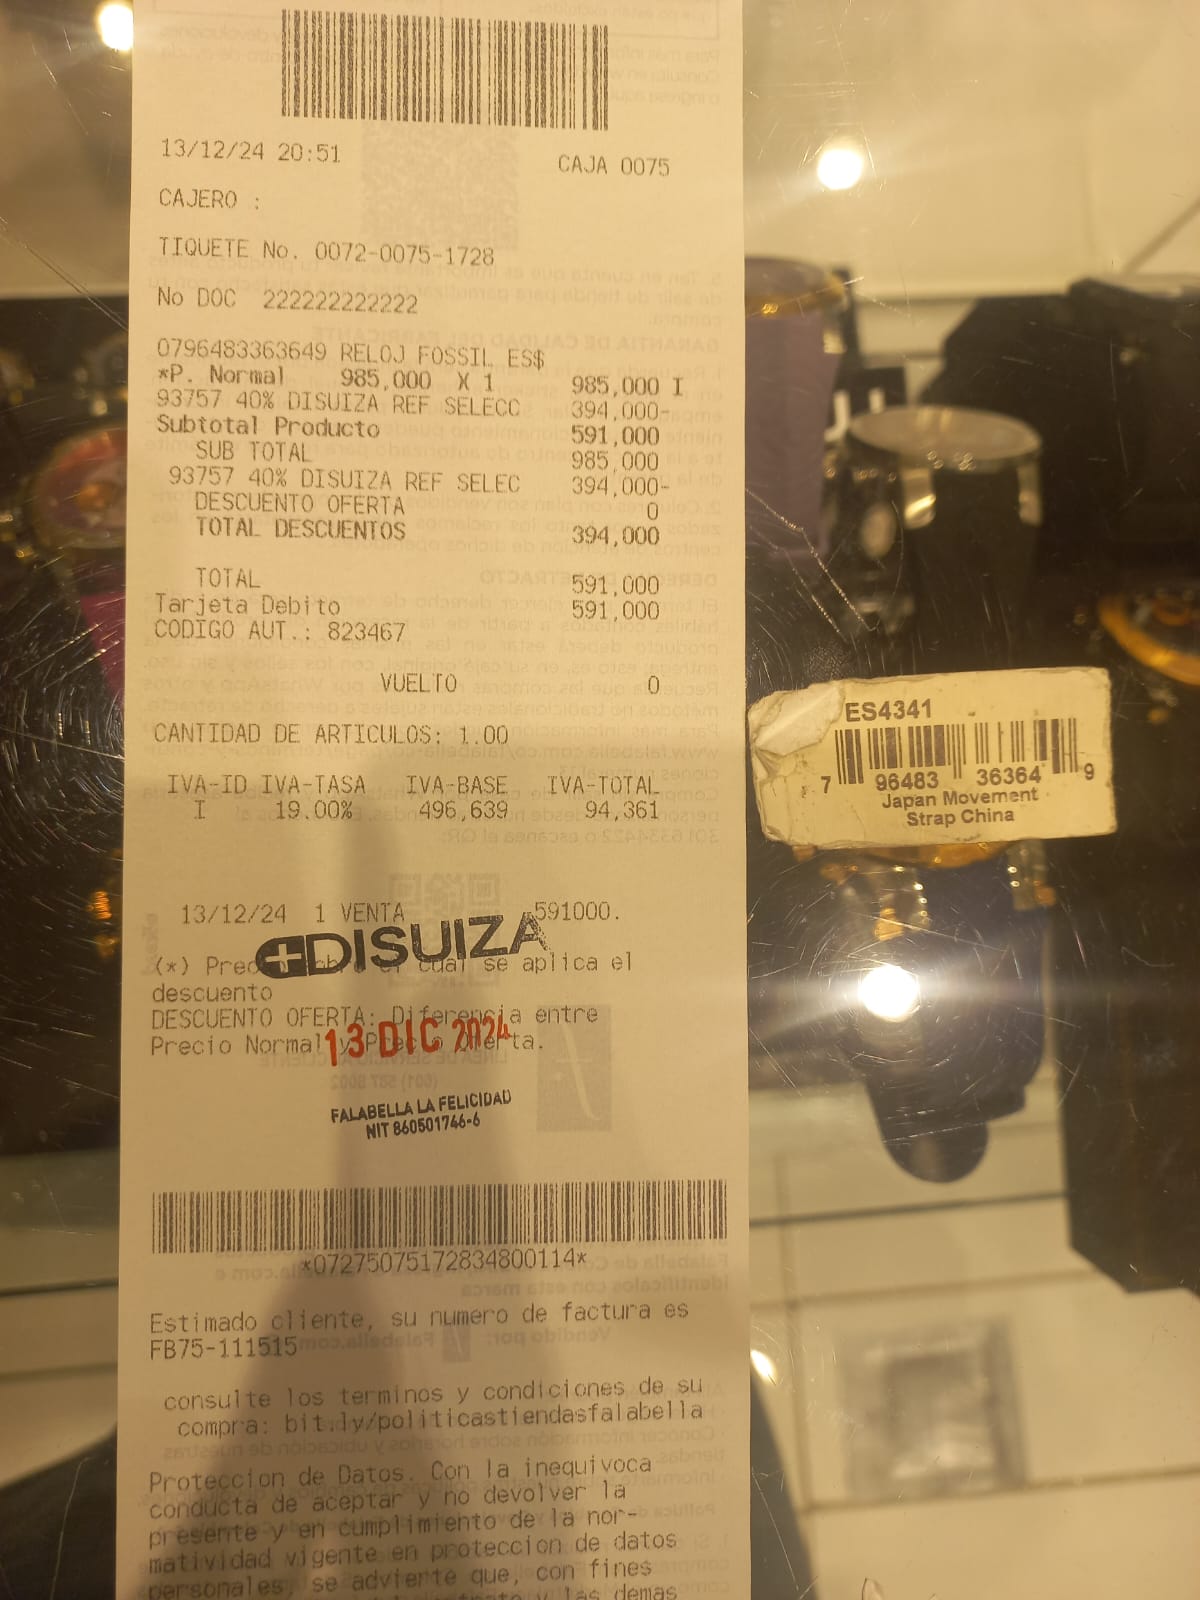 13/12/24 20:51
CAJA 0075
CAJERO :
TIQUETE No. 0072-0075-1728
No DOC 222222222222
0796483363649 RELOJ FOSSIL ES$
*P. Normal 985,000 X 1 985,000 I
93757 40% DISUIZA REF SELECC 394,000-
Subtotal Producto 591,000
SUB TOTAL 985,000
93757 40% DISUIZA REF SELEC 394,000-
DESCUENTO OFERTA 0
TOTAL DESCUENTOS 394,000
TOTAL 591,000
Tarjeta Debito 591,000
CODIGO AUT.: 823467
VUELTO 0
CANTIDAD DE ARTICULOS: 1.00
IVA-ID IVA-TASA IVA-BASE IVA-TOTAL
I 19.00% 496,639 94,361
13/12/24 1 VENTA 591000.
DISUIZA
(*) cual se aplica el
descuento
DESCUENTO OFERTA: Diferencia entre
Precio Normal y
13 DIC 2024
FALABELLA LA FELICIDAD
NIT 860501746-6
*07275075172834800114*
Estimado cliente, su numero de factura es
FB75-111515
consulte los terminos y condiciones de su
compra: bit.ly/politicastiendasfalabella
Proteccion de Datos. Con la inequivoca
conducta de aceptar y no devolver la
presente y en cumplimiento de la nor-
matividad vigente en proteccion de datos
personales, se advierte que, con fines
las demas
ES4341
7 96483 36364 9
Japan Movement
Strap China